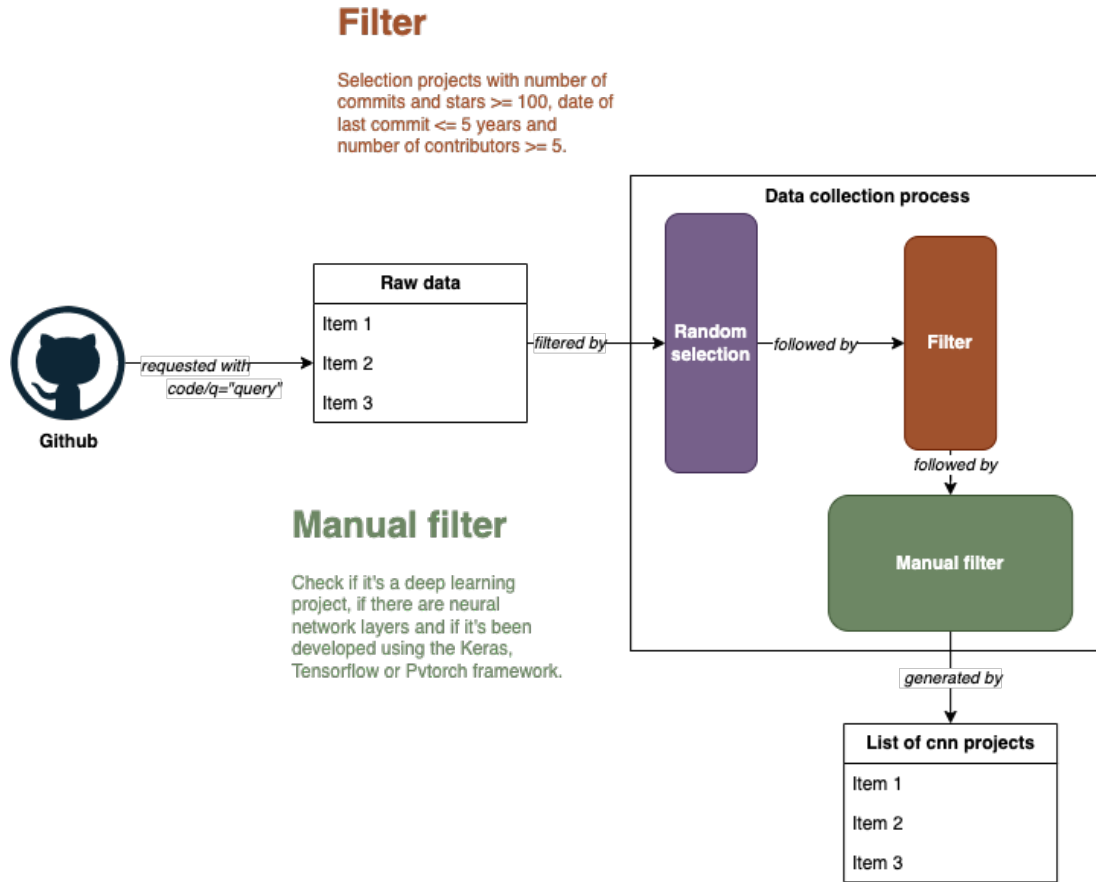 Filter
Selection projects with number of
commits and stars >= 100, date of
last commit <= 5 years and
number of contributors >= 5.
Data collection process
Raw data
Item 1
Item 2
Item 3
Github
requested with
code/q="query"
filtered by
Random
selection
followed by
Filter
followed by
Manual filter
Manual filter
Check if it's a deep learning
project, if there are neural
network layers and if it's been
developed using the Keras,
Tensorflow or Pytorch framework.
generated by
List of cnn projects
Item 1
Item 2
Item 3